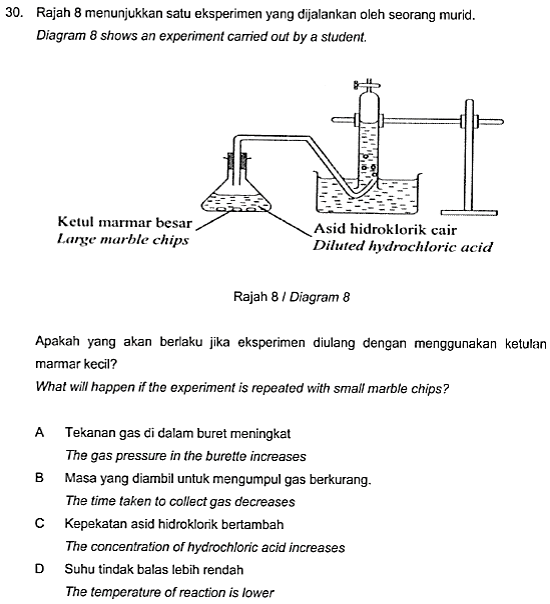 30. Rajah 8 menunjukkan satu eksperimen yang dijalankan oleh seorang murid.
Diagram 8 shows an experiment carried out by a student.
Ketul marmar besar
Large marble chips
Asid hidroklorik cair
Diluted hydrochloric acid
Rajah 8 / Diagram 8
Apakah yang akan berlaku jika eksperimen diulang dengan menggunakan ketulan
marmar kecil?
What will happen if the experiment is repeated with small marble chips?
A Tekanan gas di dalam buret meningkat
The gas pressure in the burette increases
B Masa yang diambil untuk mengumpul gas berkurang.
The time taken to collect gas decreases
C Kepekatan asid hidroklorik bertambah
The concentration of hydrochloric acid increases
D Suhu tindak balas lebih rendah
The temperature of reaction is lower